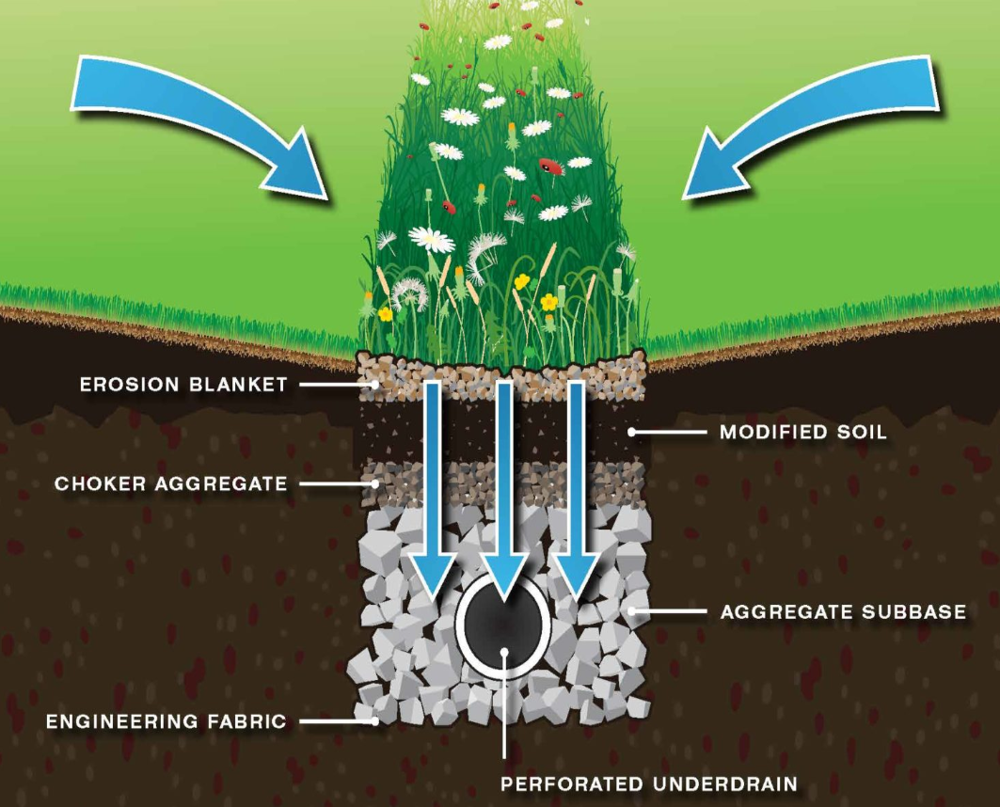 EROSION BLANKET
MODIFIED SOIL
CHOKER AGGREGATE
AGGREGATE SUBBASE
ENGINEERING FABRIC
PERFORATED UNDERDRAIN